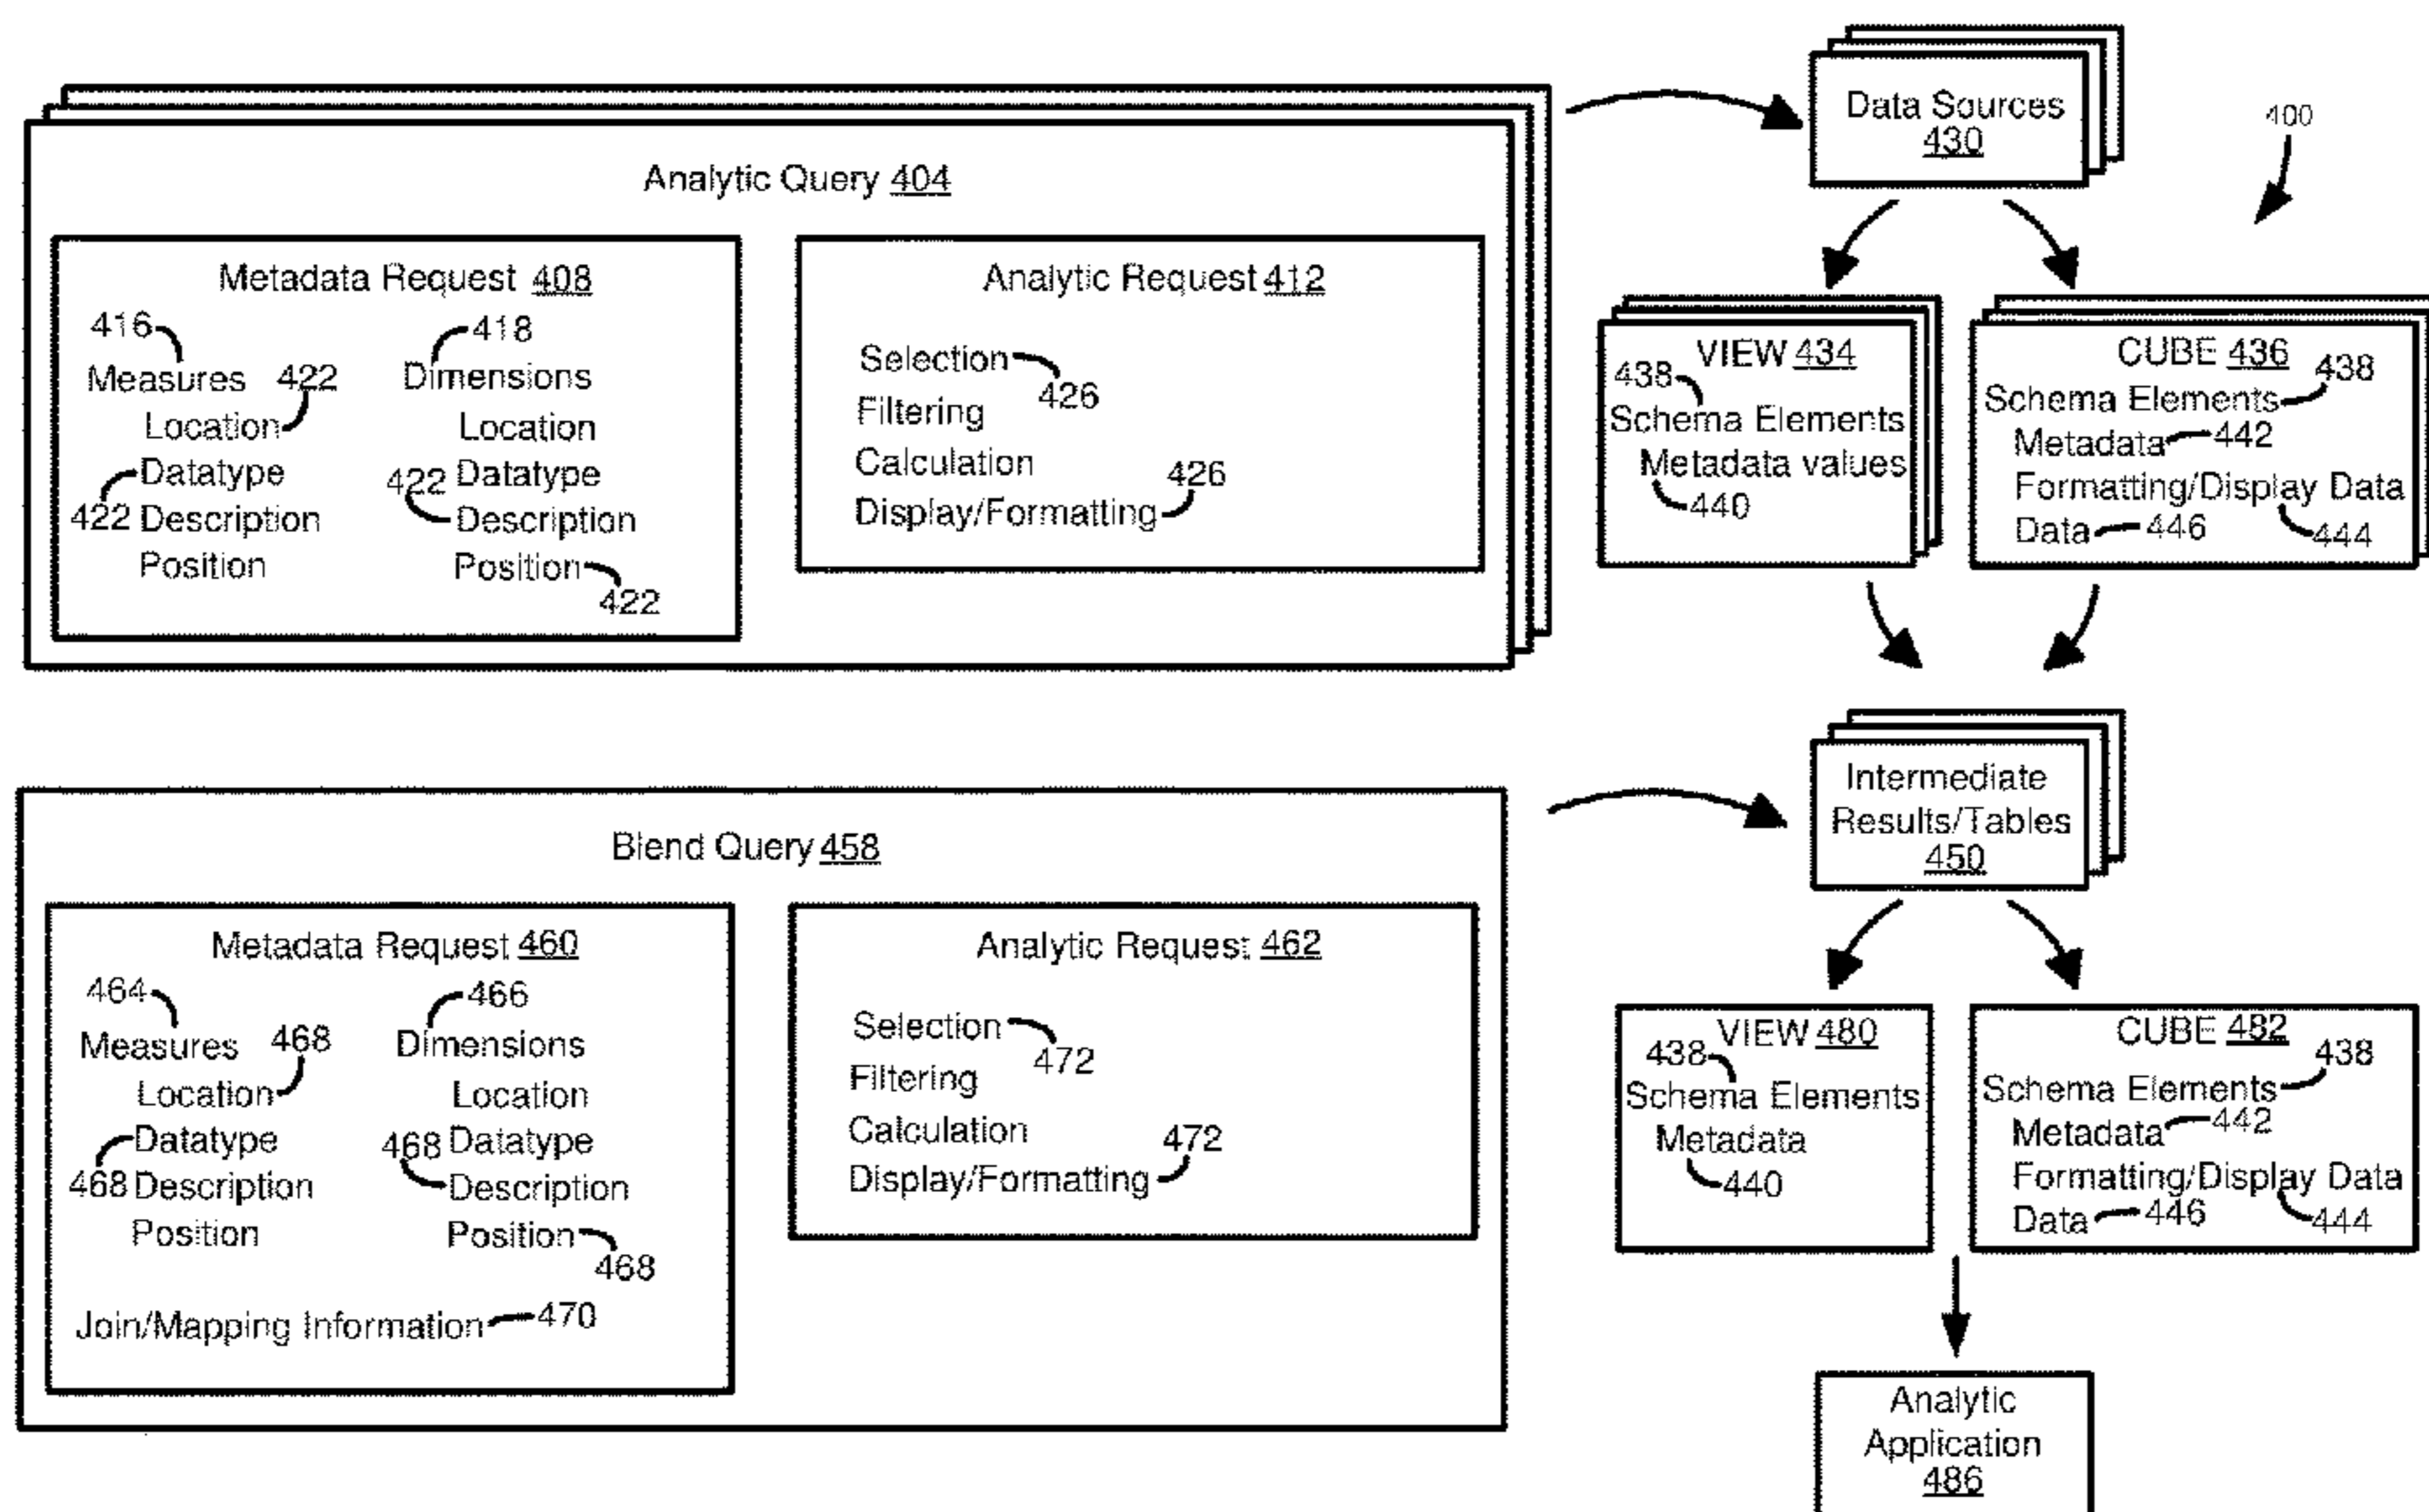 Data Sources
430
400
Analytic Query 404
Metadata Request 408
416
418
Measures 422 Dimensions
Location Location
Datatype 422 Datatype
422 Description Description
Position Position
422
Analytic Request 412
Selection
426
Filtering
Calculation
426
Display/Formatting
VIEW 434
438
Schema Elements
Metadata values
440
CUBE 436
438
Schema Elements
Metadata 442
Formatting/Display Data
Data 446
444
Intermediate
Results/Tables
450
Blend Query 458
Metadata Request 460
464
466
Measures 468 Dimensions
Location Location
Datatype 468 Datatype
468 Description Description
Position Position
468
Join/Mapping Information 470
Analytic Request 462
Selection
472
Filtering
Calculation
472
Display/Formatting
VIEW 480
438
Schema Elements
Metadata
440
CUBE 482
438
Schema Elements
Metadata 442
Formatting/Display Data
Data 446
444
Analytic
Application
486